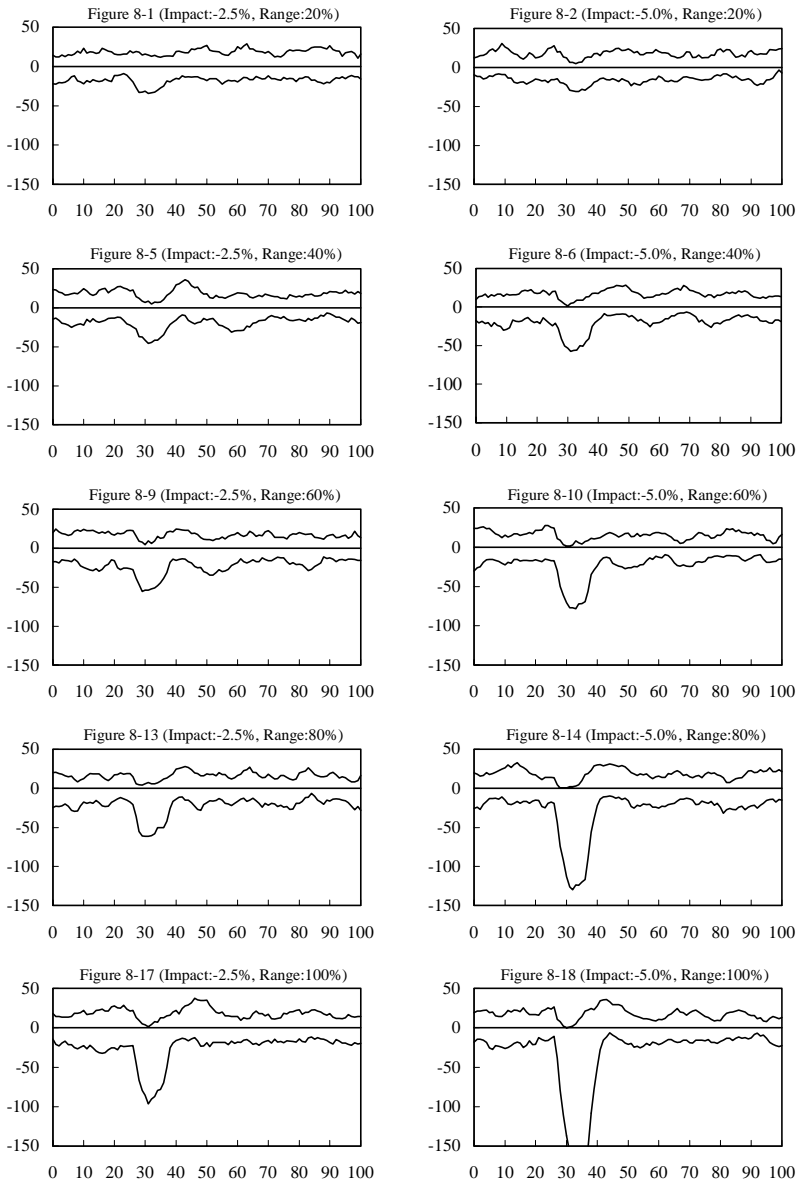 Figure 8-1 (Impact:-2.5%, Range:20%)
50
0
-50
-100
-150
0 10 20 30 40 50 60 70 80 90 100
Figure 8-2 (Impact:-5.0%, Range:20%)
50
0
-50
-100
-150
0 10 20 30 40 50 60 70 80 90 100
Figure 8-5 (Impact:-2.5%, Range:40%)
50
0
-50
-100
-150
0 10 20 30 40 50 60 70 80 90 100
Figure 8-6 (Impact:-5.0%, Range:40%)
50
0
-50
-100
-150
0 10 20 30 40 50 60 70 80 90 100
Figure 8-9 (Impact:-2.5%, Range:60%)
50
0
-50
-100
-150
0 10 20 30 40 50 60 70 80 90 100
Figure 8-10 (Impact:-5.0%, Range:60%)
50
0
-50
-100
-150
0 10 20 30 40 50 60 70 80 90 100
Figure 8-13 (Impact:-2.5%, Range:80%)
50
0
-50
-100
-150
0 10 20 30 40 50 60 70 80 90 100
Figure 8-14 (Impact:-5.0%, Range:80%)
50
0
-50
-100
-150
0 10 20 30 40 50 60 70 80 90 100
Figure 8-17 (Impact:-2.5%, Range:100%)
50
0
-50
-100
-150
0 10 20 30 40 50 60 70 80 90 100
Figure 8-18 (Impact:-5.0%, Range:100%)
50
0
-50
-100
-150
0 10 20 30 40 50 60 70 80 90 100